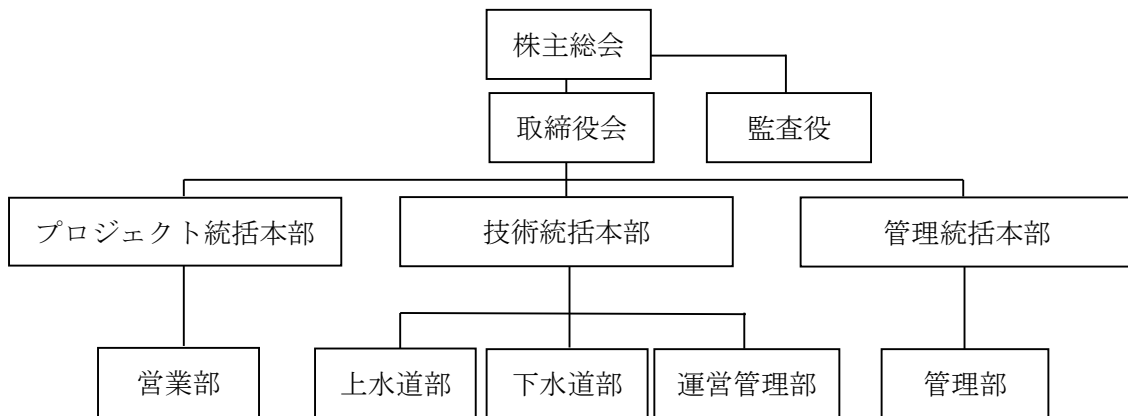 株主総会
取締役会
監査役
プロジェクト統括本部
技術統括本部
管理統括本部
営業部
上水道部
下水道部
運営管理部
管理部